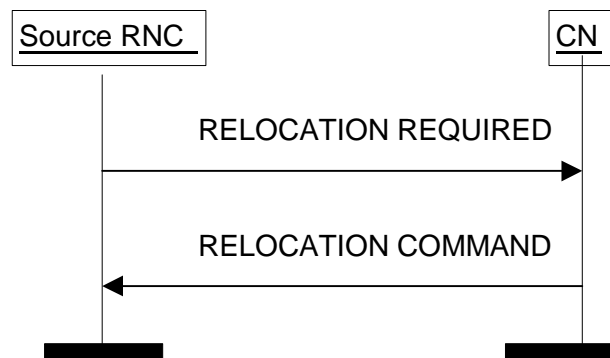 Source RNC
CN
RELOCATION REQUIRED
RELOCATION COMMAND